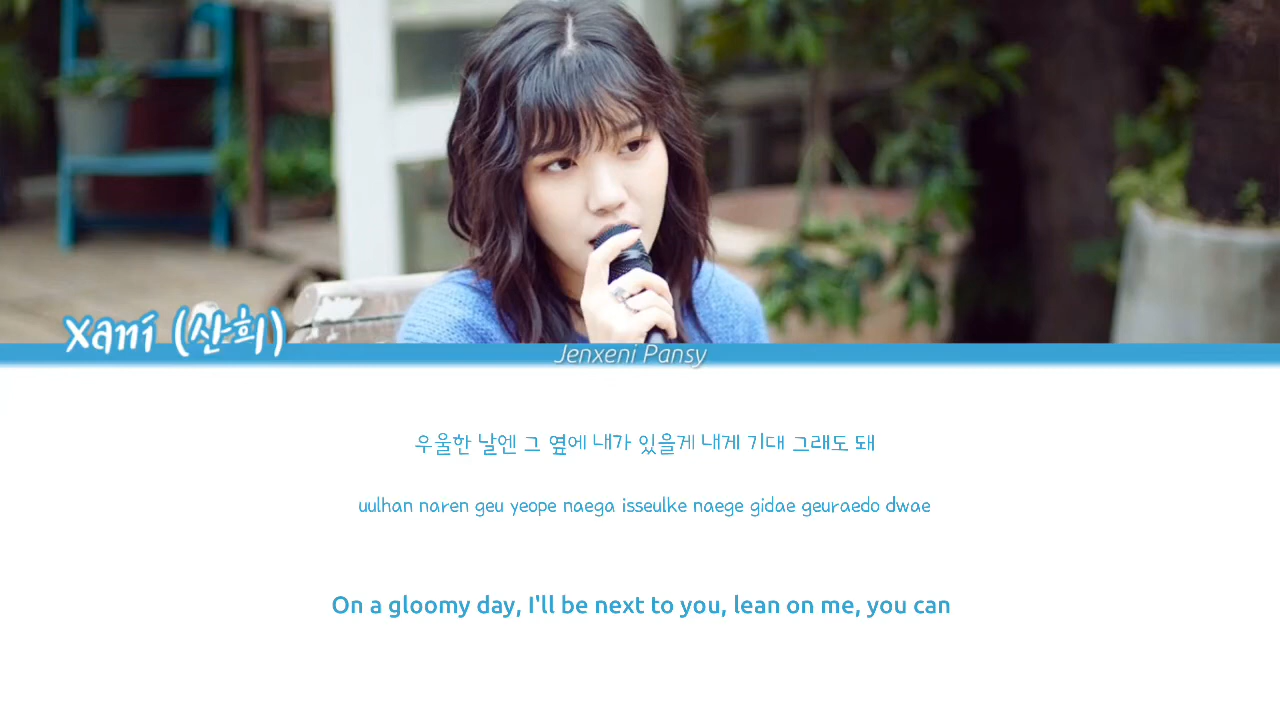 Xaní (산희)
Jenxeni Pansy
우울한 날엔 그 옆에 내가 있을게 내게 기대 그래도 돼
uulhan naren geu yeope naega isseulke naege gidae geuraedo dwae
On a gloomy day, I'll be next to you, lean on me, you can